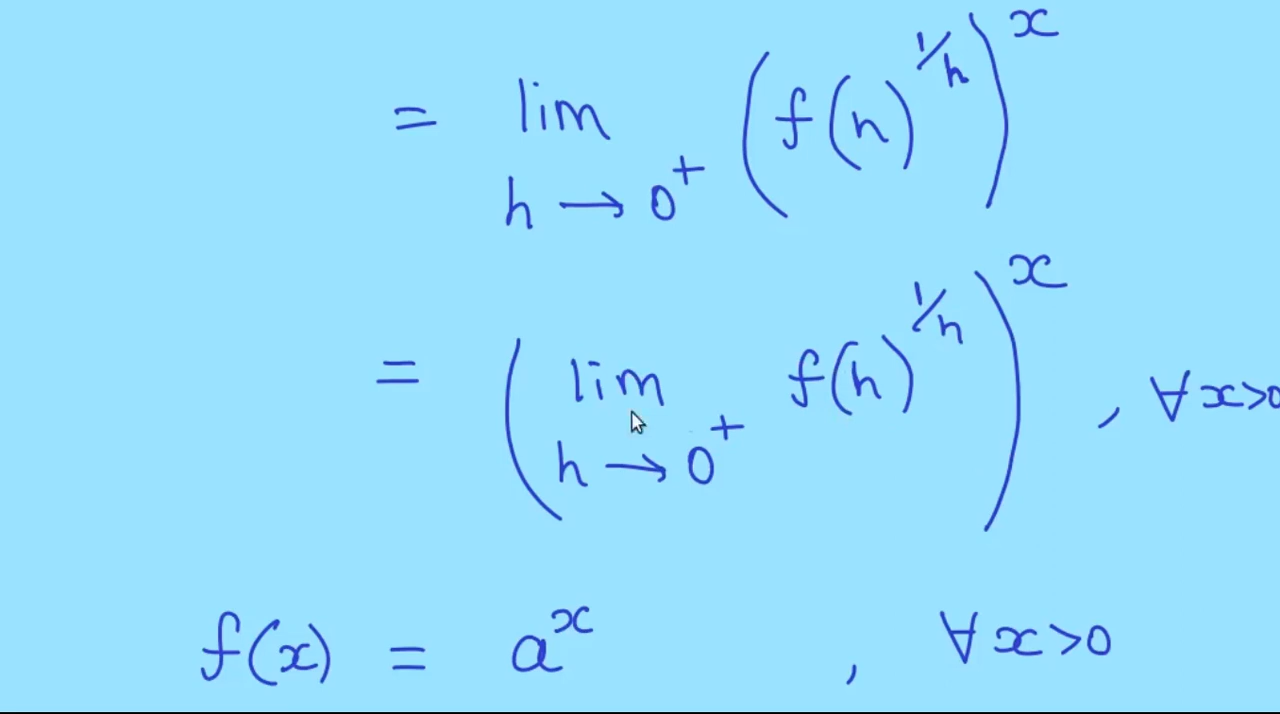 = lim h → 0⁺ (f(h)^{1/h})^x
= (lim h → 0⁺ f(h)^{1/h})^x , ∀ x>0
f(x) = a^x , ∀ x>0